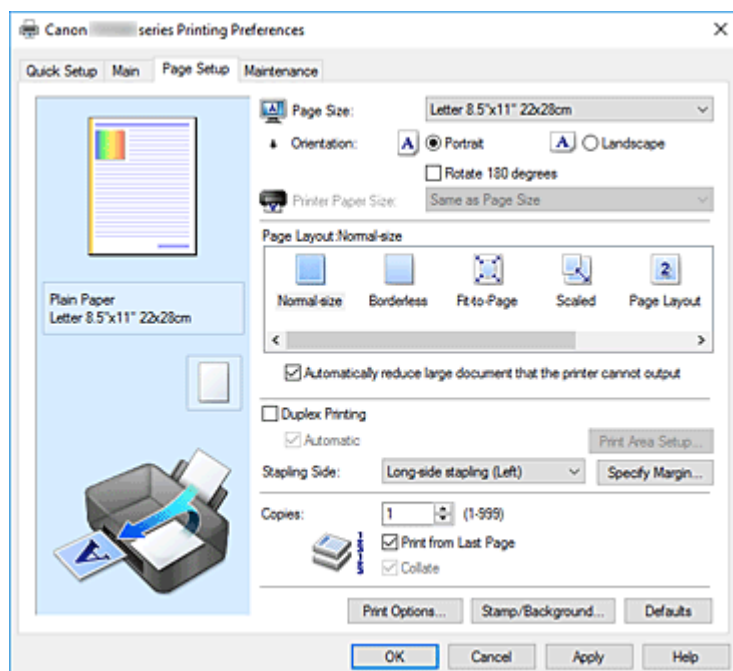 Canon series Printing Preferences
Quick Setup Main Page Setup Maintenance
Page Size: Letter 8.5"x11" 22x28cm
Orientation: A Portrait A Landscape
Rotate 180 degrees
Printer Paper Size: Same as Page Size
Page Layout:Normal-size
2
Normal-size Borderless Fit-to-Page Scaled Page Layout
Plain Paper
Letter 8.5"x11" 22x28cm
Automatically reduce large document that the printer cannot output
Duplex Printing
Automatic Print Area Setup...
Stapling Side: Long-side stapling (Left) Specify Margin...
Copies: 1 (1-999)
Print from Last Page
Collate
A
Print Options... Stamp/Background... Defaults
OK Cancel Apply Help